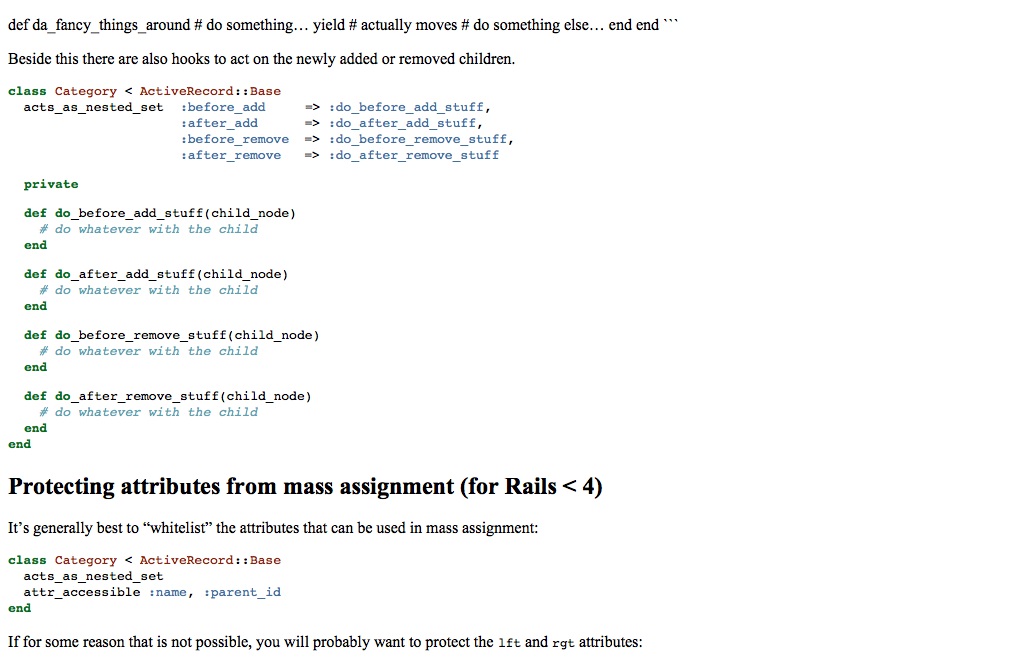 def da_fancy_things_around # do something… yield # actually moves # do something else… end end ```
Beside this there are also hooks to act on the newly added or removed children.
class Category < ActiveRecord::Base
  acts_as_nested_set  :before_add     => :do_before_add_stuff,
                      :after_add      => :do_after_add_stuff,
                      :before_remove  => :do_before_remove_stuff,
                      :after_remove   => :do_after_remove_stuff
  private
  def do_before_add_stuff(child_node)
    # do whatever with the child
  end
  def do_after_add_stuff(child_node)
    # do whatever with the child
  end
  def do_before_remove_stuff(child_node)
    # do whatever with the child
  end
  def do_after_remove_stuff(child_node)
    # do whatever with the child
  end
end
Protecting attributes from mass assignment (for Rails < 4)
It’s generally best to “whitelist” the attributes that can be used in mass assignment:
class Category < ActiveRecord::Base
  acts_as_nested_set
  attr_accessible :name, :parent_id
end
If for some reason that is not possible, you will probably want to protect the lft and rgt attributes: